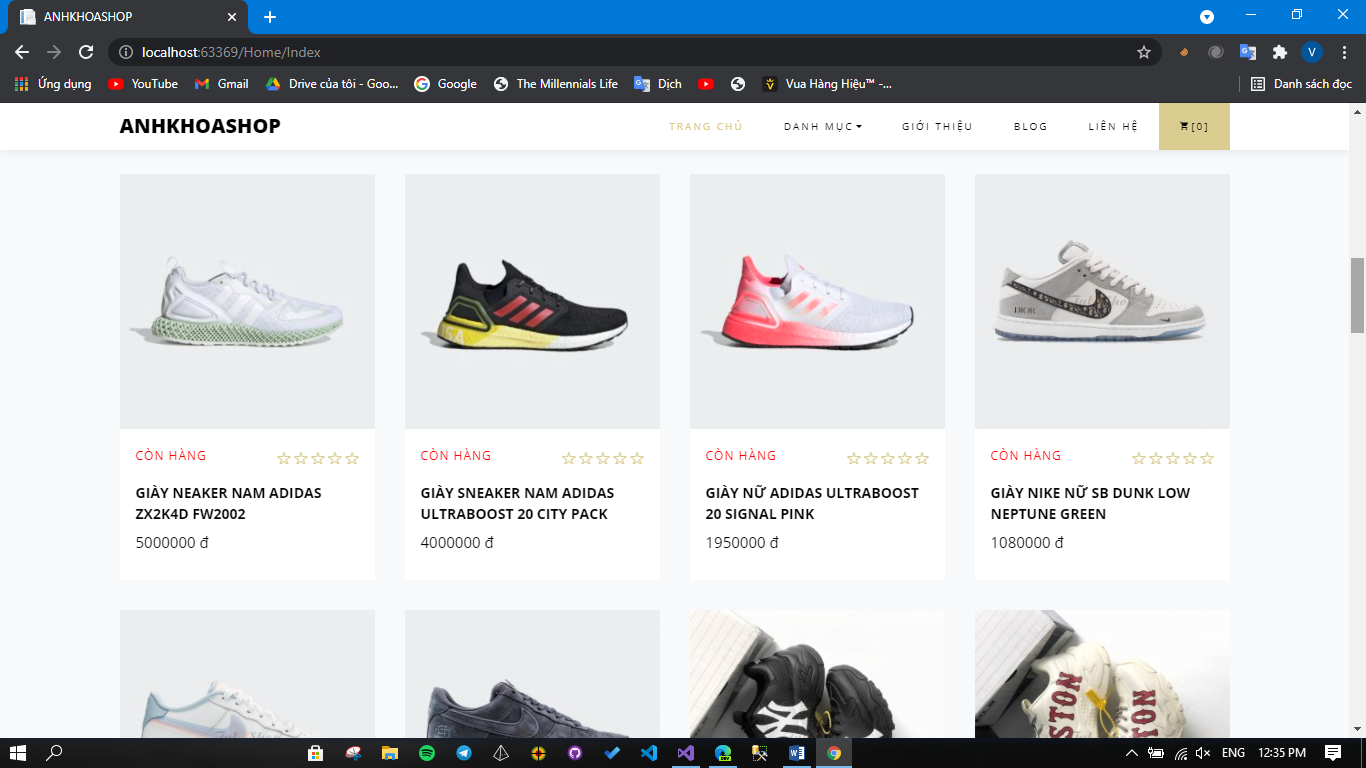 ANHKHOASHOP
localhost:63369/Home/Index
V
Ứng dụng
YouTube
Gmail
Drive của tôi - Goo...
Google
The Millennials Life
Dịch
Vua Hàng Hiệu™ -...
Danh sách đọc
ANHKHOASHOP
TRANG CHỦ
DANH MỤC
GIỚI THIỆU
BLOG
LIÊN HỆ
[0]
DIOR
CÒN HÀNG
CÒN HÀNG
CÒN HÀNG
CÒN HÀNG
GIÀY NEAKER NAM ADIDAS
ZX2K4D FW2002
5000000 đ
GIÀY SNEAKER NAM ADIDAS
ULTRABOOST 20 CITY PACK
4000000 đ
GIÀY NỮ ADIDAS ULTRABOOST
20 SIGNAL PINK
1950000 đ
GIÀY NIKE NỮ SB DUNK LOW
NEPTUNE GREEN
1080000 đ
NY
STON
BOS
ENG
12:35 PM